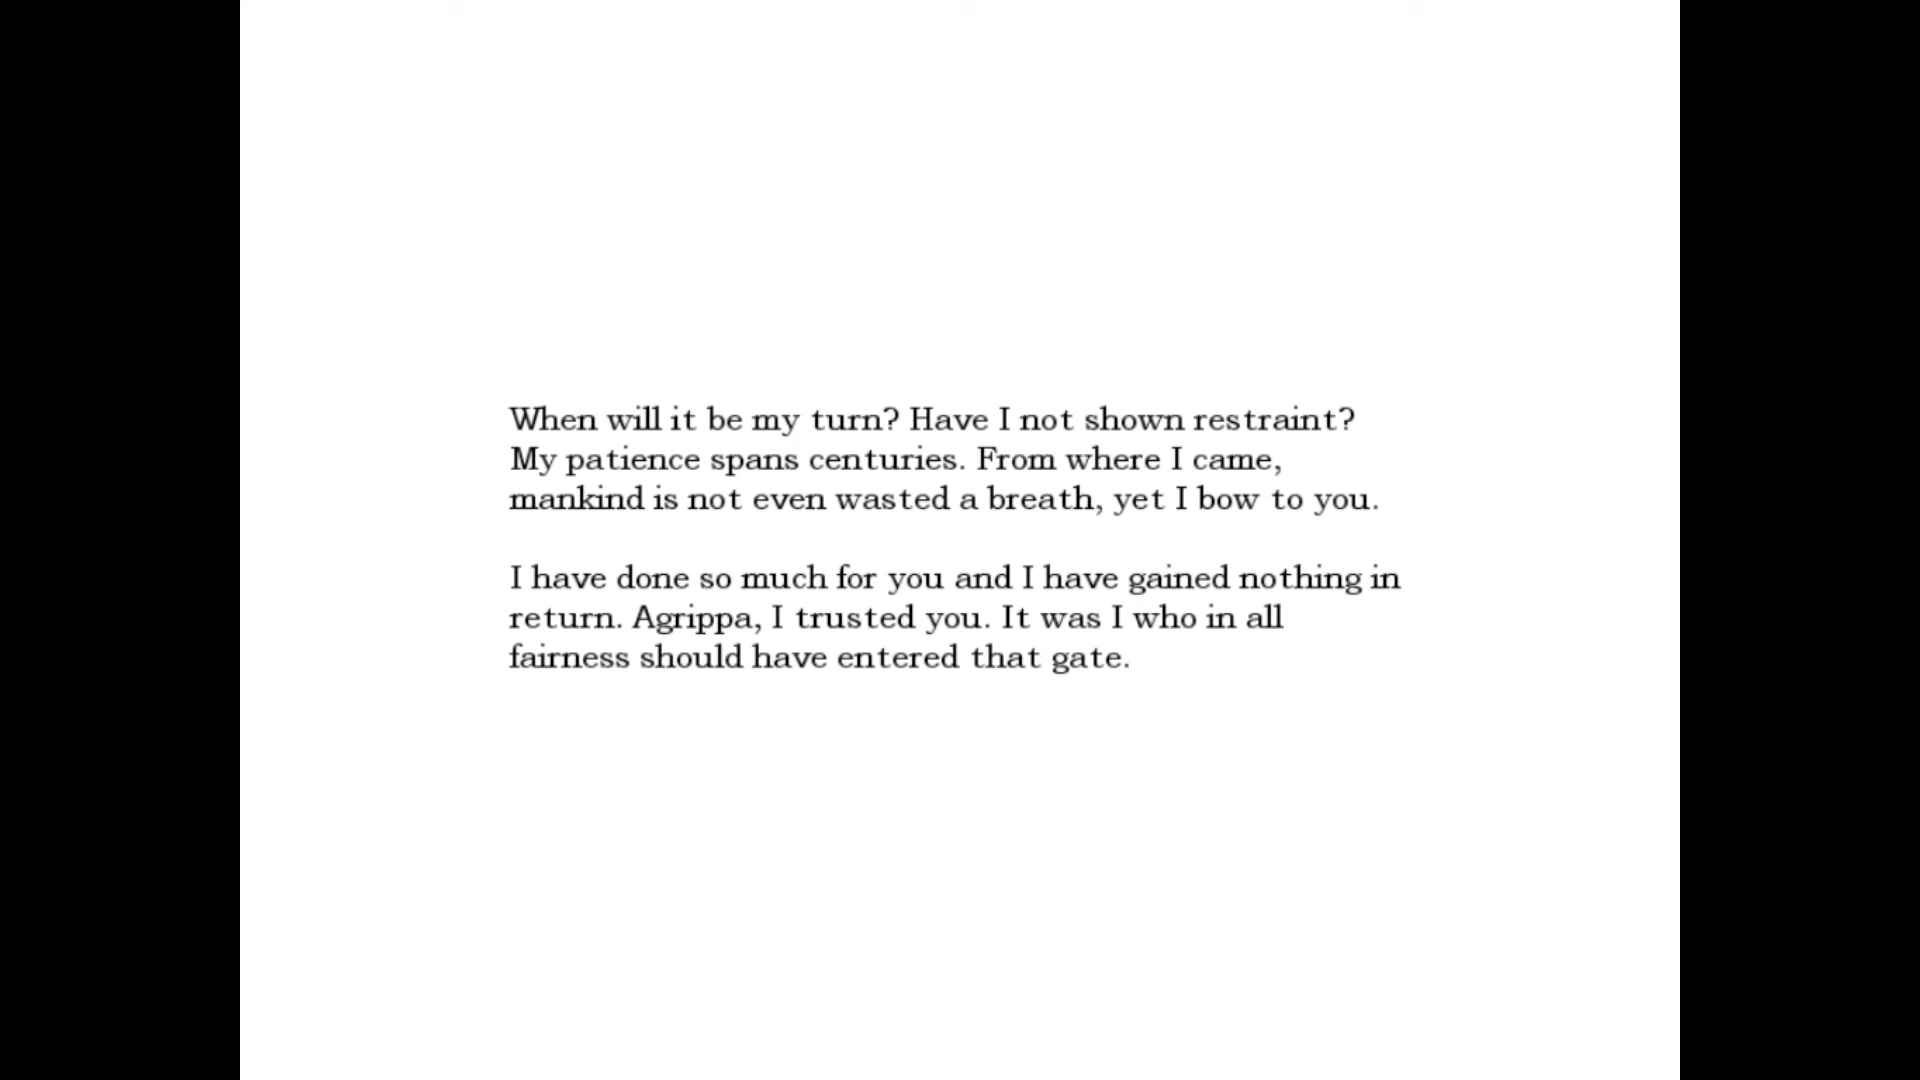 When will it be my turn? Have I not shown restraint?
My patience spans centuries. From where I came,
mankind is not even wasted a breath, yet I bow to you.
I have done so much for you and I have gained nothing in
return. Agrippa, I trusted you. It was I who in all
fairness should have entered that gate.